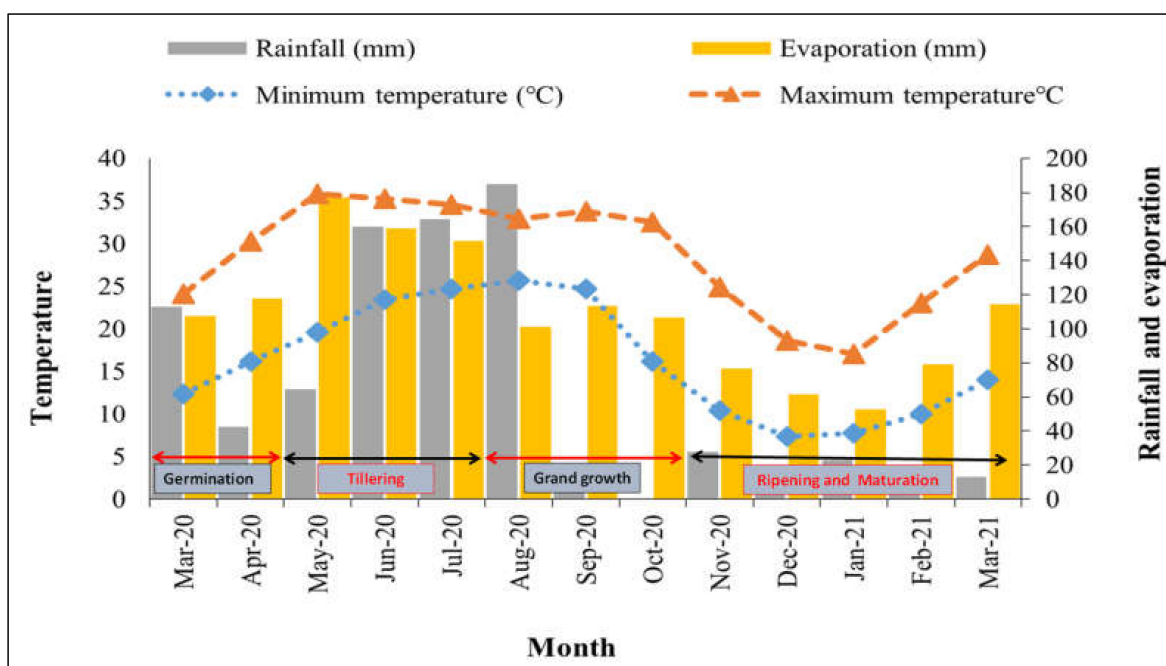 Rainfall (mm) Evaporation (mm)
Minimum temperature (°C) Maximum temperature°C
40 200
35 180
30 160
25 140
20 120
15 100
10 80
5 60
0 40
20
0
Temperature
Rainfall and evaporation
Germination Tillering Grand growth Ripening and Maturation
Mar-20 Apr-20 May-20 Jun-20 Jul-20 Aug-20 Sep-20 Oct-20 Nov-20 Dec-20 Jan-21 Feb-21 Mar-21
Month